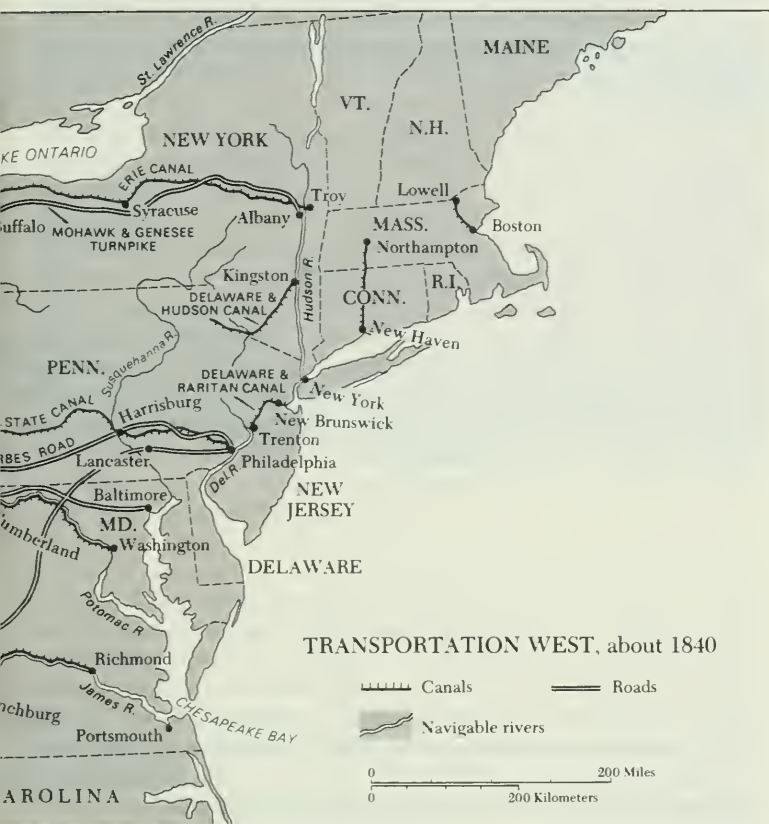 MAINE
St. Lawrence R.
VT.
N.H.
NEW YORK
KE ONTARIO
ERIE CANAL
Troy
Lowell
Syracuse
Albany
MASS.
Boston
uffalo
MOHAWK & GENESEE
TURNPIKE
Northampton
Kingston
Hudson R.
R.I.
DELAWARE &
HUDSON CANAL
CONN.
New Haven
Susquehanna R.
PENN.
DELAWARE &
RARITAN CANAL
New York
STATE CANAL
Harrisburg
New Brunswick
Trenton
RBES ROAD
Lancaster
Philadelphia
Del. R.
Baltimore
NEW
JERSEY
MD.
umberland
Washington
DELAWARE
Potomac R
TRANSPORTATION WEST, about 1840
Richmond
Canals
Roads
James R.
nchburg
CHESAPEAKE BAY
Navigable rivers
Portsmouth
0 200 Miles
0 200 Kilometers
AROLINA